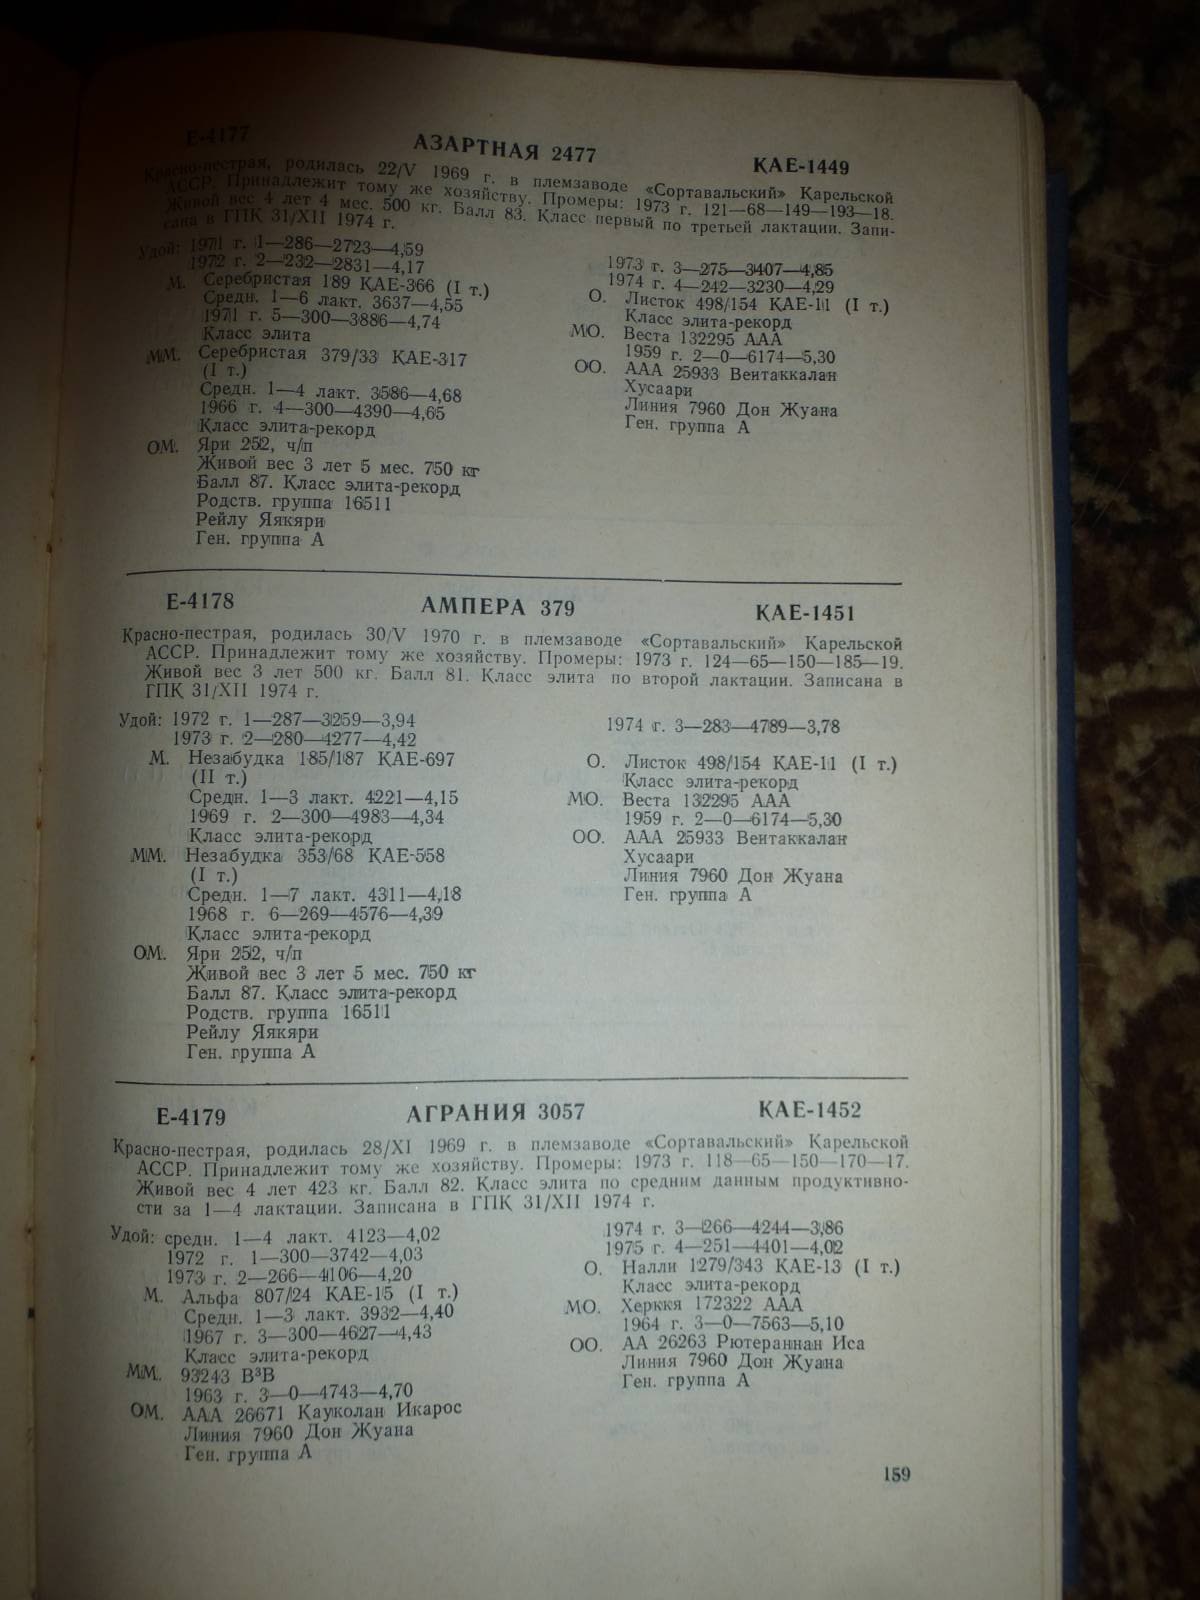 Е-4177
АЗАРТНАЯ 2477
КАЕ-1449
Красно-пестрая, родилась 22/V 1969 г. в племзаводе «Сортавальский» Карельской
АССР. Принадлежит тому же хозяйству. Промеры: 1973 г. 121—68—149—193—18.
Живой вес 4 лет 4 мес. 500 кг. Балл 83. Класс первый по третьей лактации. Запи-
сана в ГПК 31/XII 1974 г.
Удой: 1971 г. 1—286—2723—4,59
1972 г. 2—232—2831—4,17
М. Серебристая 189 КАЕ-366 (I т.)
Средн. 1—6 лакт. 3637—4,55
1971 г. 5—300—3886—4,74
Класс элита
ММ. Серебристая 379/33 КАЕ-317
(I т.)
Средн. 1—4 лакт. 3586—4,68
1966 г. 4—300—4390—4,65
Класс элита-рекорд
ОМ. Яри 252, ч/п
Живой вес 3 лет 5 мес. 750 кг
Балл 87. Класс элита-рекорд
Родств. группа 16511
Рейлу Яякяри
Ген. группа А
1973 г. 3—275—3407—4,85
1974 г. 4—242—3230—4,29
О. Листок 498/154 КАЕ-11 (I т.)
Класс элита-рекорд
МО. Веста 132295 ААА
1959 г. 2—0—6174—5,30
ОО. ААА 25933 Вентаккалан
Хусаари
Линия 7960 Дон Жуана
Ген. группа А
Е-4178
АМПЕРА 379
КАЕ-1451
Красно-пестрая, родилась 30/V 1970 г. в племзаводе «Сортавальский» Карельской
АССР. Принадлежит тому же хозяйству. Промеры: 1973 г. 124—65—150—185—19.
Живой вес 3 лет 500 кг. Балл 81. Класс элита по второй лактации. Записана в
ГПК 31/XII 1974 г.
Удой: 1972 г. 1—287—3259—3,94
1973 г. 2—280—4277—4,42
М. Незабудка 185/187 КАЕ-697
(II т.)
Средн. 1—3 лакт. 4221—4,15
1969 г. 2—300—4983—4,34
Класс элита-рекорд
ММ. Незабудка 353/68 КАЕ-558
(I т.)
Средн. 1—7 лакт. 4311—4,18
1968 г. 6—269—4576—4,39
Класс элита-рекорд
ОМ. Яри 252, ч/п
Живой вес 3 лет 5 мес. 750 кг
Балл 87. Класс элита-рекорд
Родств. группа 16511
Рейлу Яякяри
Ген. группа А
1974 г. 3—283—4789—3,78
О. Листок 498/154 КАЕ-11 (I т.)
Класс элита-рекорд
МО. Веста 132295 ААА
1959 г. 2—0—6174—5,30
ОО. ААА 25933 Вентаккалан
Хусаари
Линия 7960 Дон Жуана
Ген. группа А
Е-4179
АГРАНИЯ 3057
КАЕ-1452
Красно-пестрая, родилась 28/XI 1969 г. в племзаводе «Сортавальский» Карельской
АССР. Принадлежит тому же хозяйству. Промеры: 1973 г. 118—65—150—170—17.
Живой вес 4 лет 423 кг. Балл 82. Класс элита по средним данным продуктивно-
сти за 1—4 лактации. Записана в ГПК 31/XII 1974 г.
Удой: средн. 1—4 лакт. 4123—4,02
1972 г. 1—300—3742—4,03
1973 г. 2—266—4106—4,20
М. Альфа 807/24 КАЕ-15 (I т.)
Средн. 1—3 лакт. 3932—4,40
1967 г. 3—300—4627—4,43
Класс элита-рекорд
ММ. 93243 В³В
1963 г. 3—0—4743—4,70
ОМ. ААА 26671 Кауколан Икарос
Линия 7960 Дон Жуана
Ген. группа А
1974 г. 3—266—4244—3,86
1975 г. 4—251—4401—4,02
О. Налли 1279/343 КАЕ-13 (I т.)
Класс элита-рекорд
МО. Херккя 172322 ААА
1964 г. 3—0—7563—5,10
ОО. АА 26263 Рютераннан Иса
Линия 7960 Дон Жуана
Ген. группа А
159